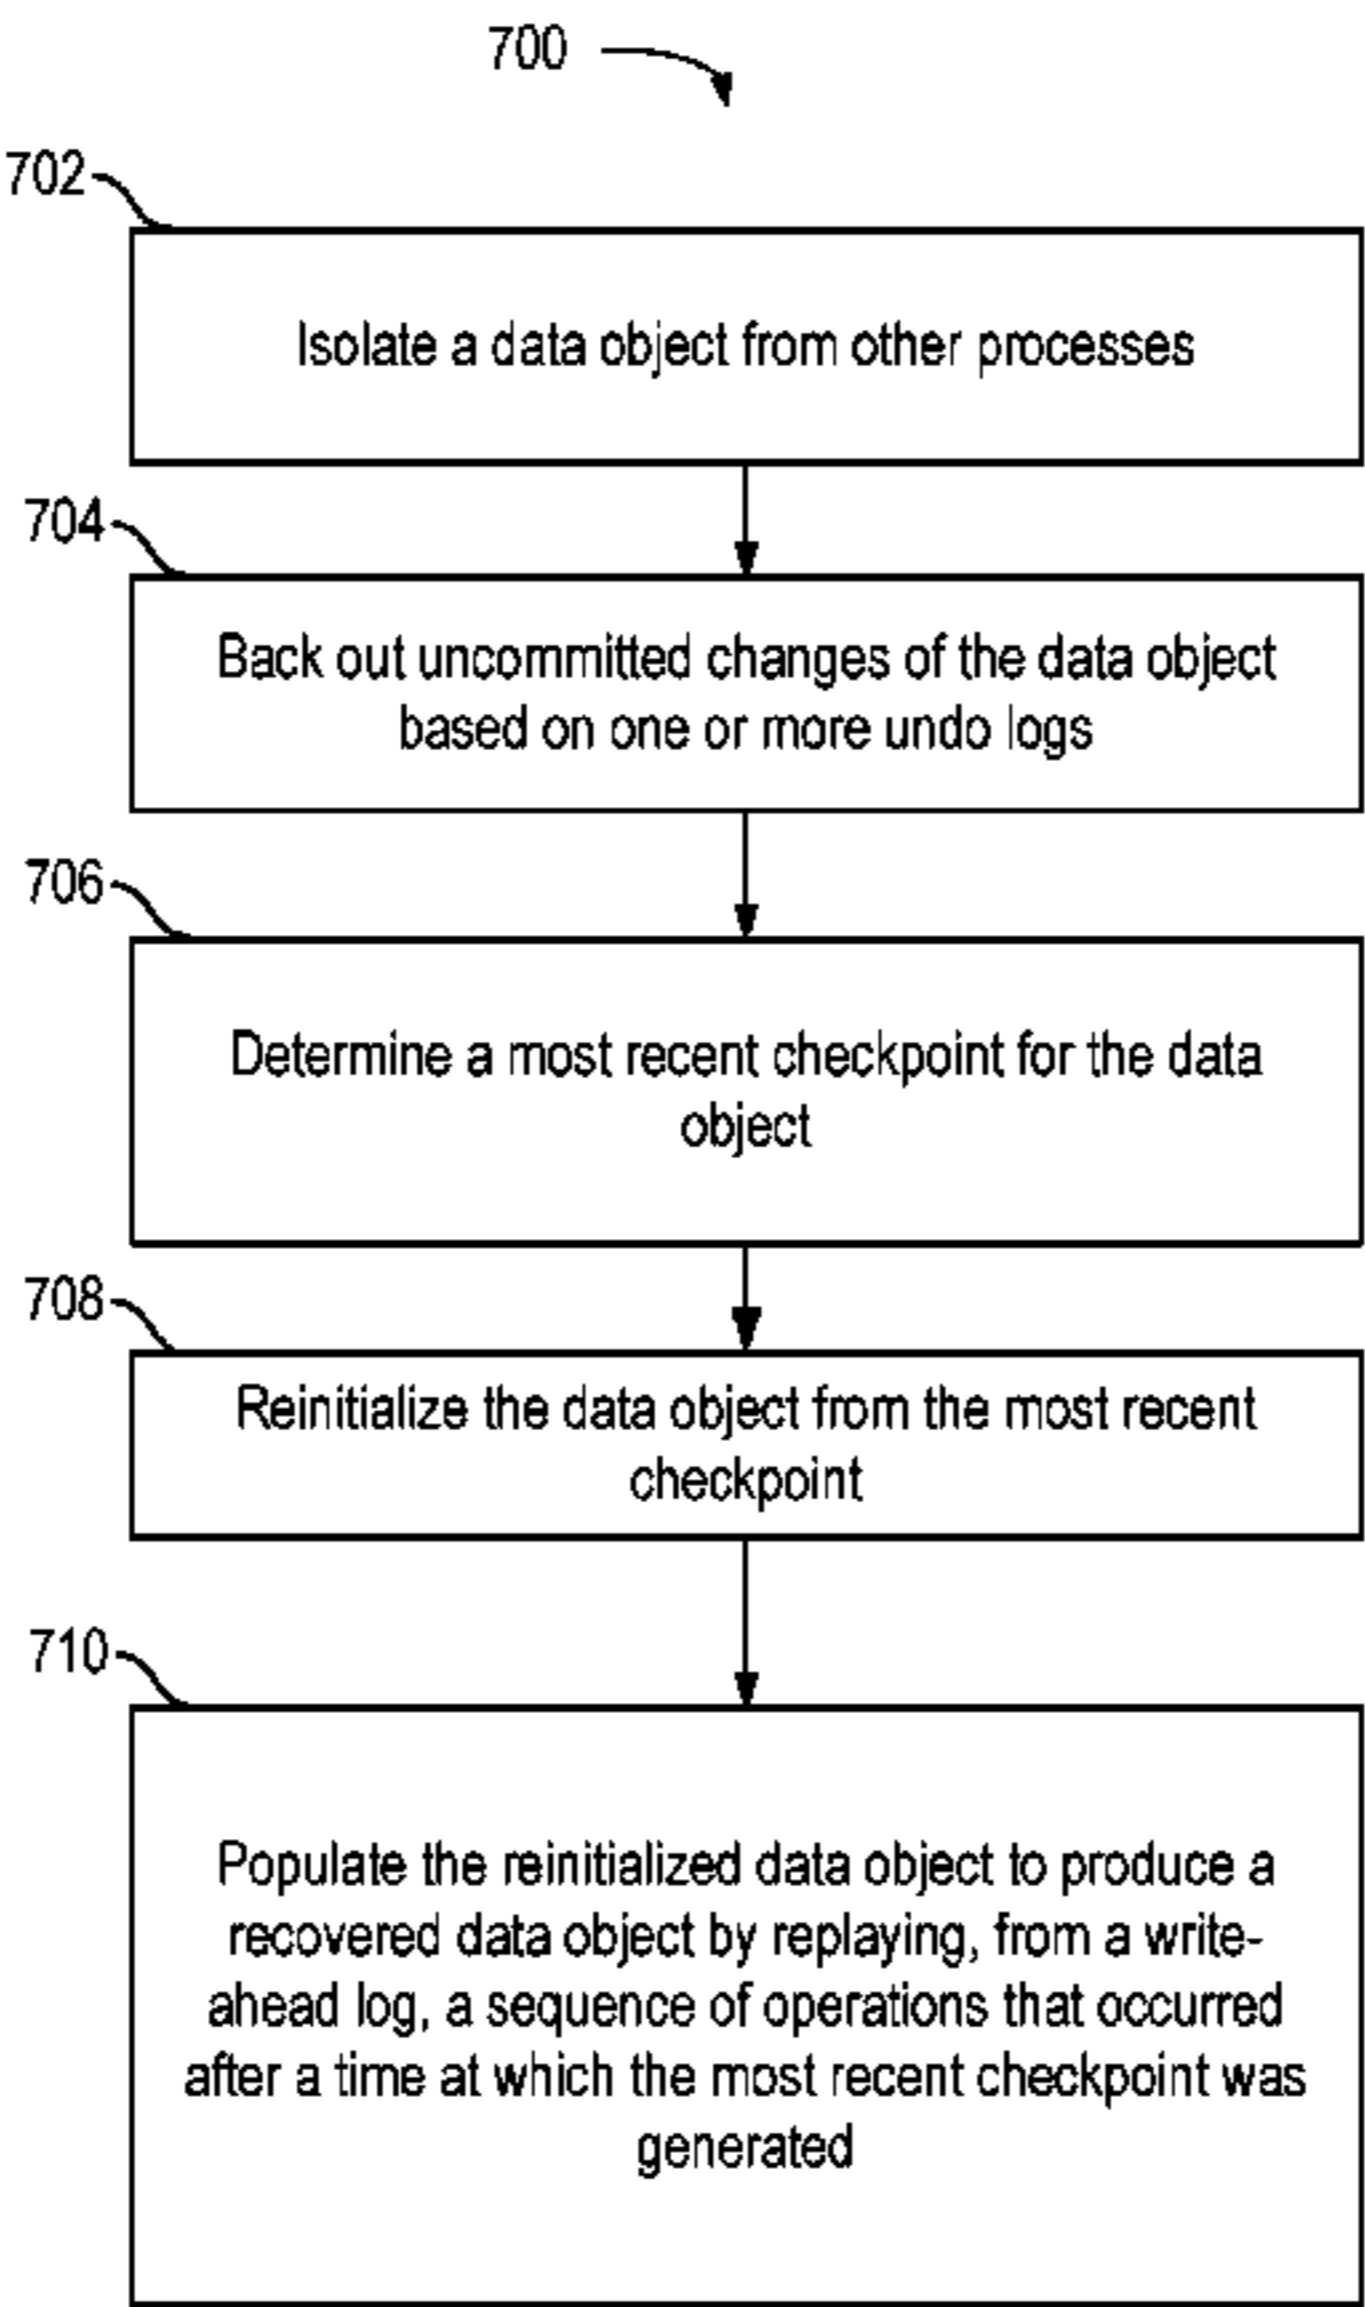 700
702
Isolate a data object from other processes
704
Back out uncommitted changes of the data object
based on one or more undo logs
706
Determine a most recent checkpoint for the data
object
708
Reinitialize the data object from the most recent
checkpoint
710
Populate the reinitialized data object to produce a
recovered data object by replaying, from a write-
ahead log, a sequence of operations that occurred
after a time at which the most recent checkpoint was
generated